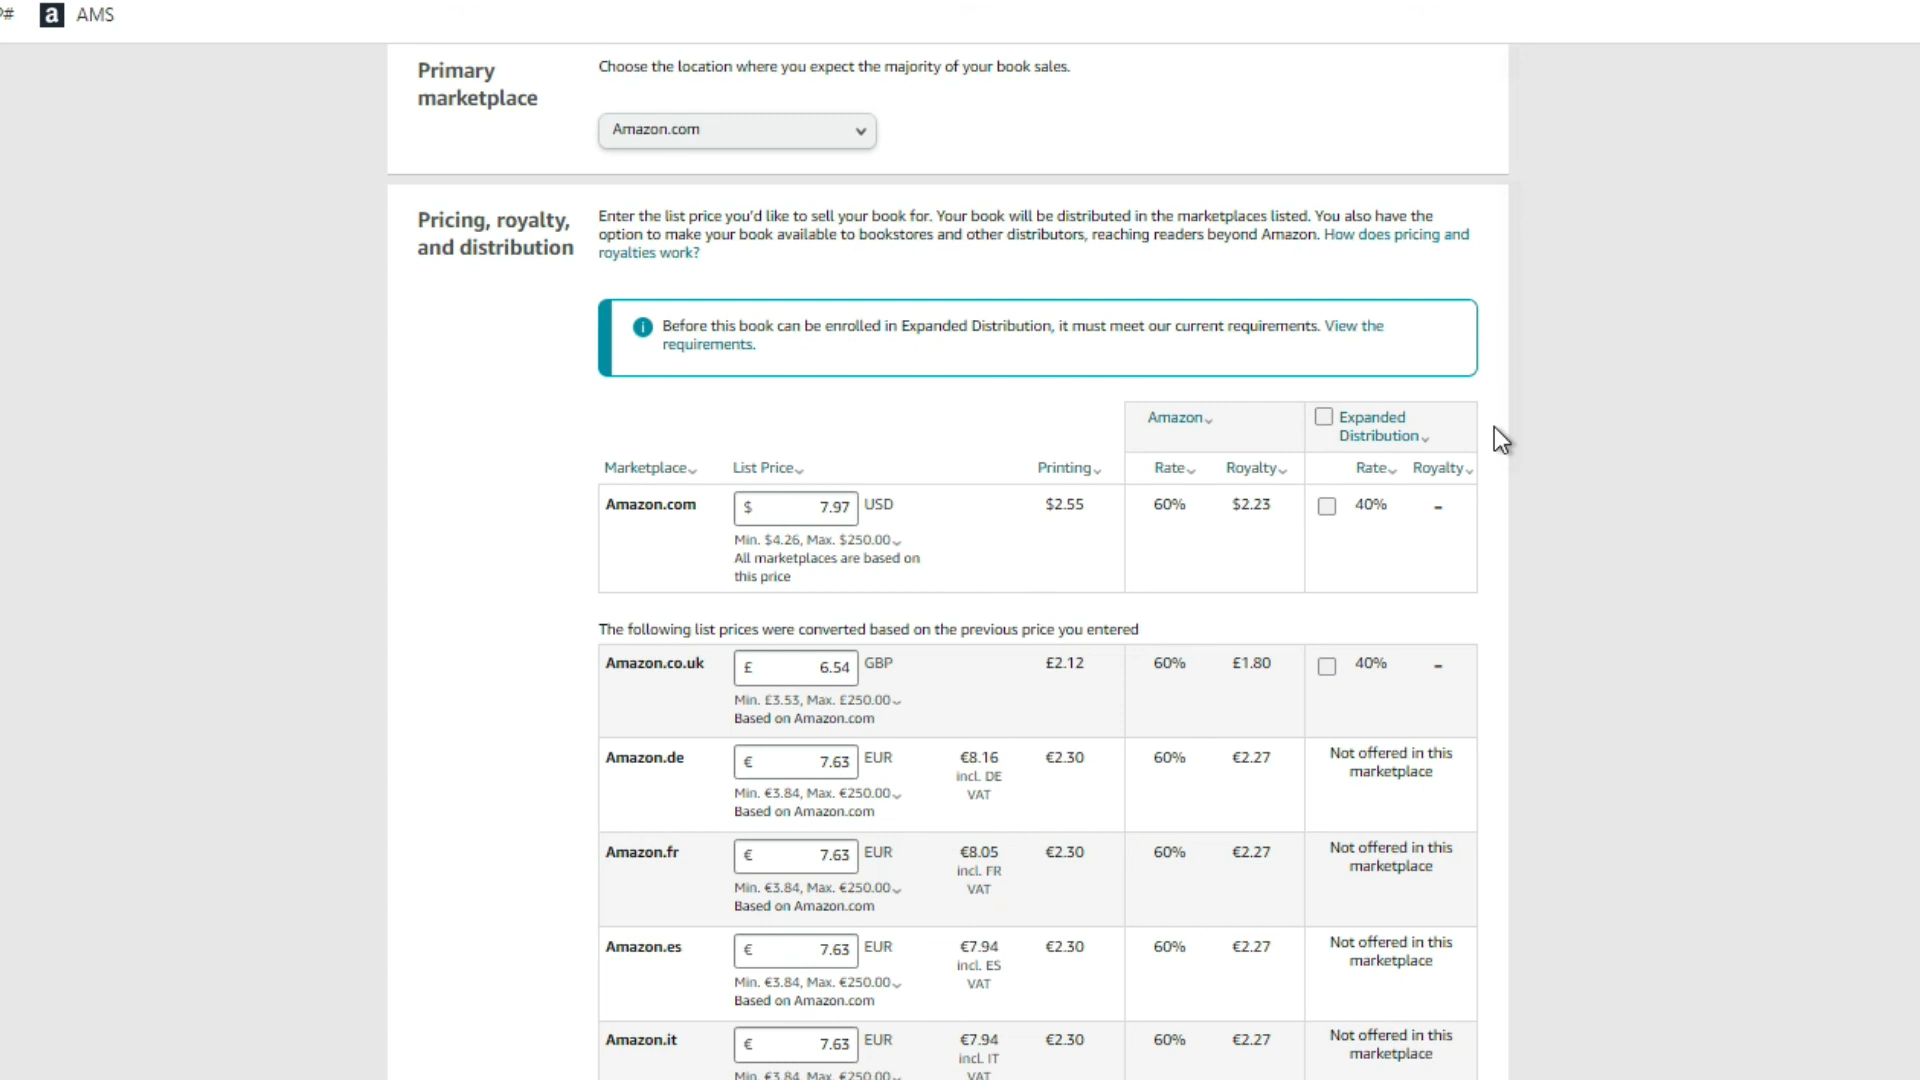 a AMS
Primary
marketplace
Choose the location where you expect the majority of your book sales.
Amazon.com
Pricing, royalty,
and distribution
Enter the list price you'd like to sell your book for. Your book will be distributed in the marketplaces listed. You also have the
option to make your book available to bookstores and other distributors, reaching readers beyond Amazon. How does pricing and
royalties work?
Before this book can be enrolled in Expanded Distribution, it must meet our current requirements. View the
requirements.
Amazon Expanded
Distribution
Marketplace List Price Printing Rate Royalty Rate Royalty
Amazon.com $ 7.97 USD $2.55 60% $2.23 40% -
Min. $4.26, Max. $250.00
All marketplaces are based on
this price
The following list prices were converted based on the previous price you entered
Amazon.co.uk £ 6.54 GBP £2.12 60% £1.80 40% -
Min. £3.53, Max. £250.00
Based on Amazon.com
Amazon.de € 7.63 EUR €8.16 €2.30 60% €2.27 Not offered in this
incl. DE marketplace
Min. €3.84, Max. €250.00 VAT
Based on Amazon.com
Amazon.fr € 7.63 EUR €8.05 €2.30 60% €2.27 Not offered in this
incl. FR marketplace
Min. €3.84, Max. €250.00 VAT
Based on Amazon.com
Amazon.es € 7.63 EUR €7.94 €2.30 60% €2.27 Not offered in this
incl. ES marketplace
Min. €3.84, Max. €250.00 VAT
Based on Amazon.com
Amazon.it € 7.63 EUR €7.94 €2.30 60% €2.27 Not offered in this
incl. IT marketplace
Min. €3.84, Max. €250.00 VAT